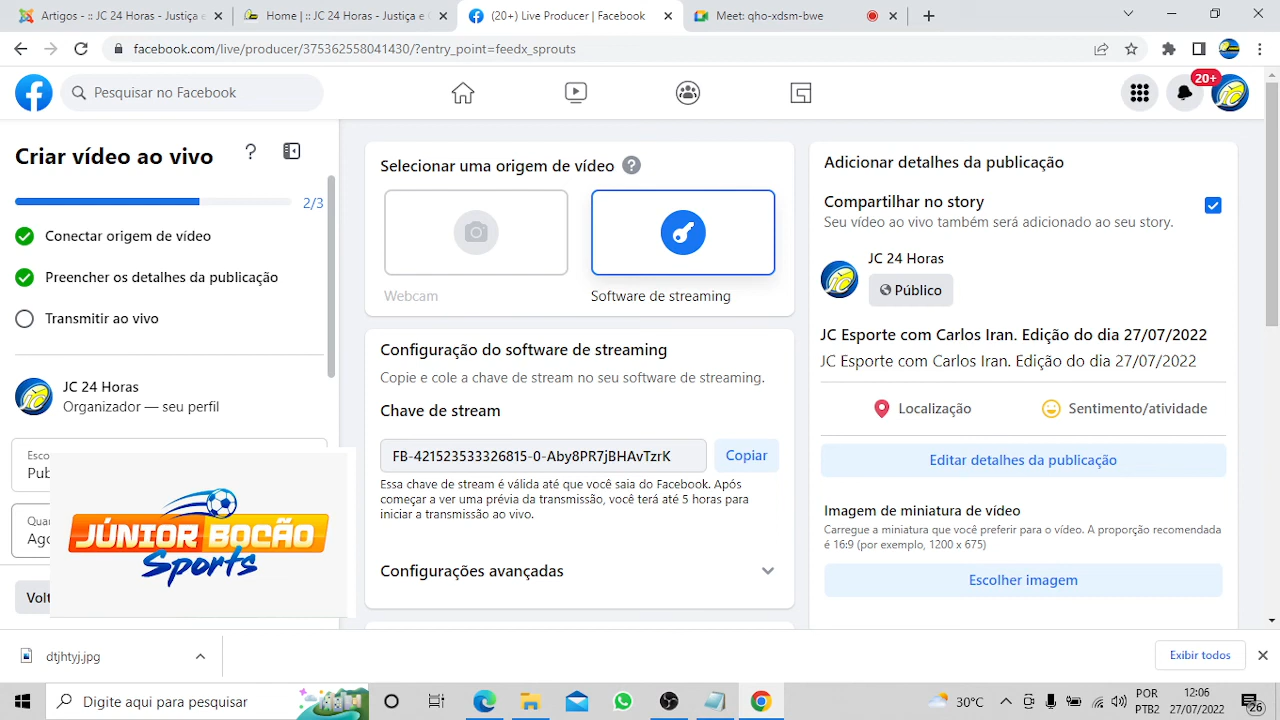 Artigos - JC 24 Horas - Justiça e
Home | :: JC 24 Horas - Justiça e
(20+) Live Producer | Facebook
Meet: qho-xdsm-bwe
facebook.com/live/producer/375362558041430/?entry_point=feedx_sprouts
Pesquisar no Facebook
20+
Criar vídeo ao vivo
2/3
Conectar origem de vídeo
Preencher os detalhes da publicação
Transmitir ao vivo
JC 24 Horas
Organizador — seu perfil
Esco
Pub
Qua
Ago
Volt
JÚNIOR BOCÃO
Sports
Selecionar uma origem de vídeo
Webcam
Software de streaming
Configuração do software de streaming
Copie e cole a chave de stream no seu software de streaming.
Chave de stream
FB-421523533326815-0-Aby8PR7jBHAvTzrK
Copiar
Essa chave de stream é válida até que você saia do Facebook. Após
começar a ver uma prévia da transmissão, você terá até 5 horas para
iniciar a transmissão ao vivo.
Configurações avançadas
Adicionar detalhes da publicação
Compartilhar no story
Seu vídeo ao vivo também será adicionado ao seu story.
JC 24 Horas
Público
JC Esporte com Carlos Iran. Edição do dia 27/07/2022
JC Esporte com Carlos Iran. Edição do dia 27/07/2022
Localização
Sentimento/atividade
Editar detalhes da publicação
Imagem de miniatura de vídeo
Carregue a miniatura que você preferir para o vídeo. A proporção recomendada
é 16:9 (por exemplo, 1200 x 675)
Escolher imagem
dtjhtyj.jpg
Exibir todos
Digite aqui para pesquisar
30°C
POR
PTB2
12:06
27/07/2022
26